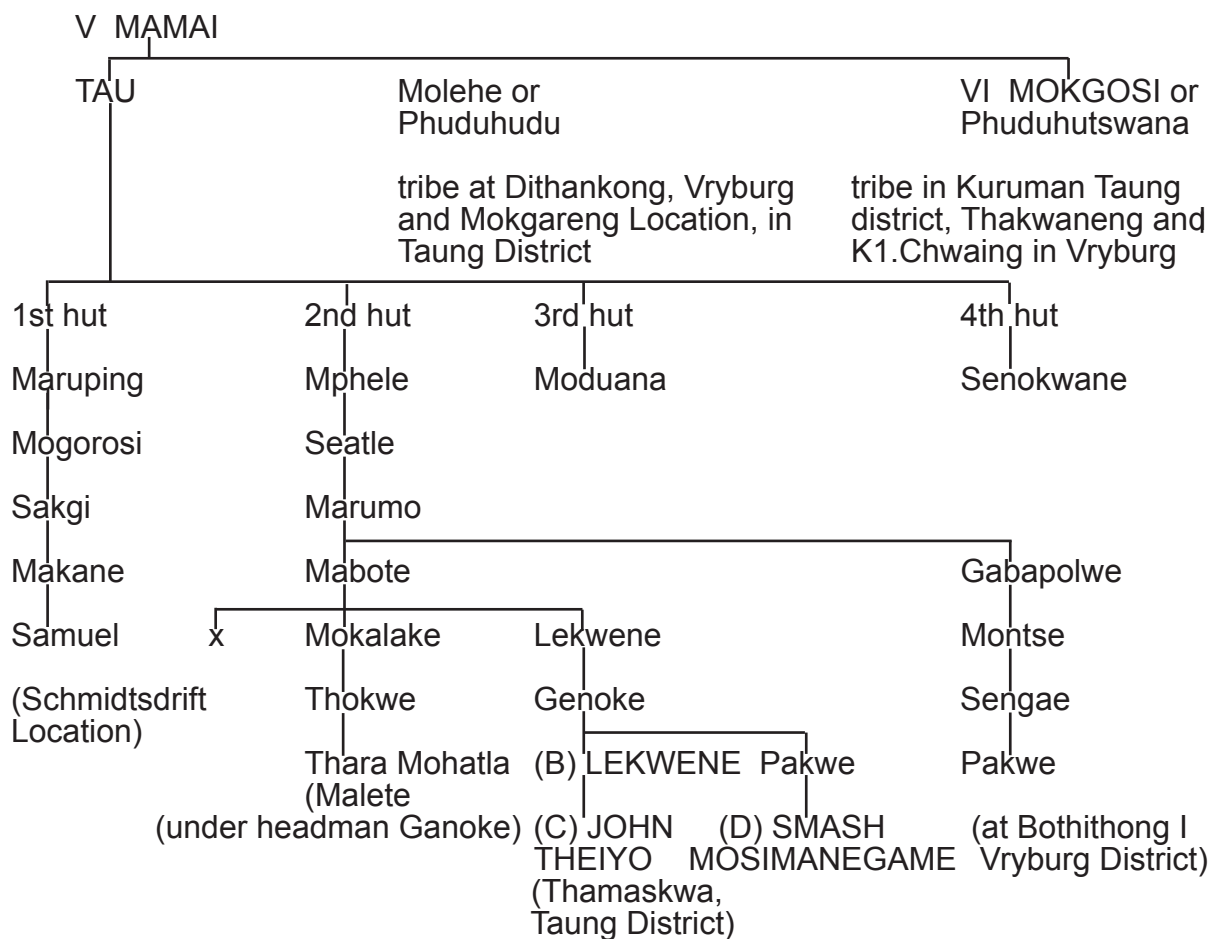 V MAMAI
TAU Molehe or VI MOKGOSI or
Phuduhudu Phuduhutswana
tribe at Dithankong, Vryburg tribe in Kuruman Taung
and Mokgareng Location, in district, Thakwaneng and
Taung District K1.Chwaing in Vryburg
1st hut 2nd hut 3rd hut 4th hut
Maruping Mphele Moduana Senokwane
Mogorosi Seatle
Sakgi Marumo
Makane Mabote Gabapolwe
Samuel x Mokalake Lekwene Montse
(Schmidtsdrift Thokwe Genoke Sengae
Location)
Thara Mohatla (B) LEKWENE Pakwe Pakwe
(Malete
(under headman Ganoke) (C) JOHN (D) SMASH (at Bothithong I
THEIYO MOSIMANEGAME Vryburg District)
(Thamaskwa,
Taung District)